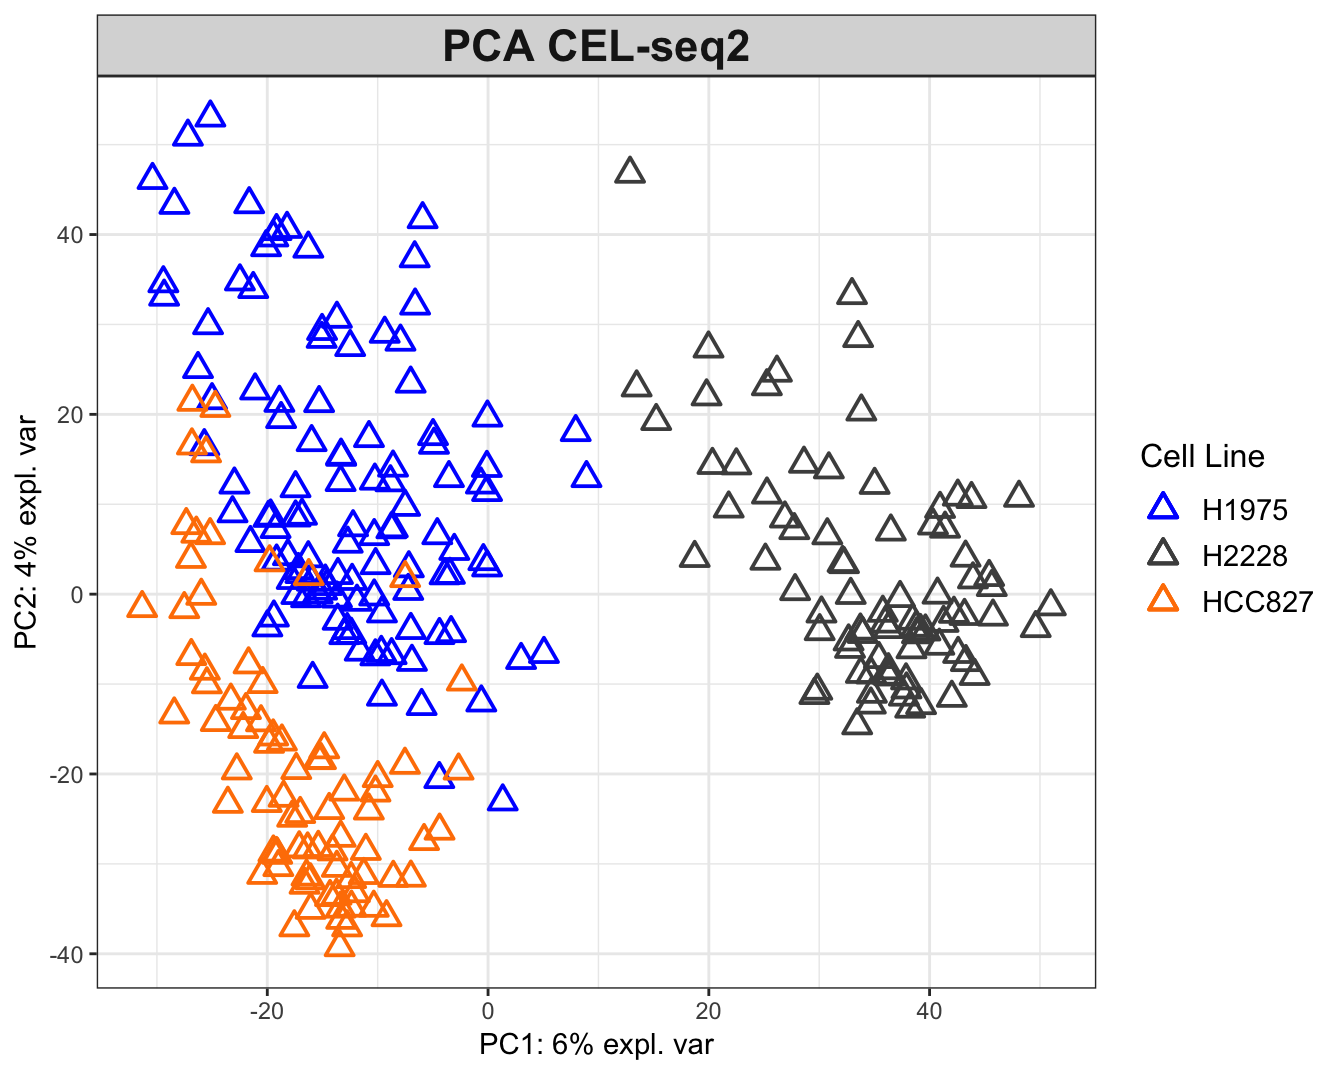 PCA CEL-seq2
40
20
0
-20
-40
PC2: 4% expl. var
-20
0
20
40
PC1: 6% expl. var
Cell Line
H1975
H2228
HCC827